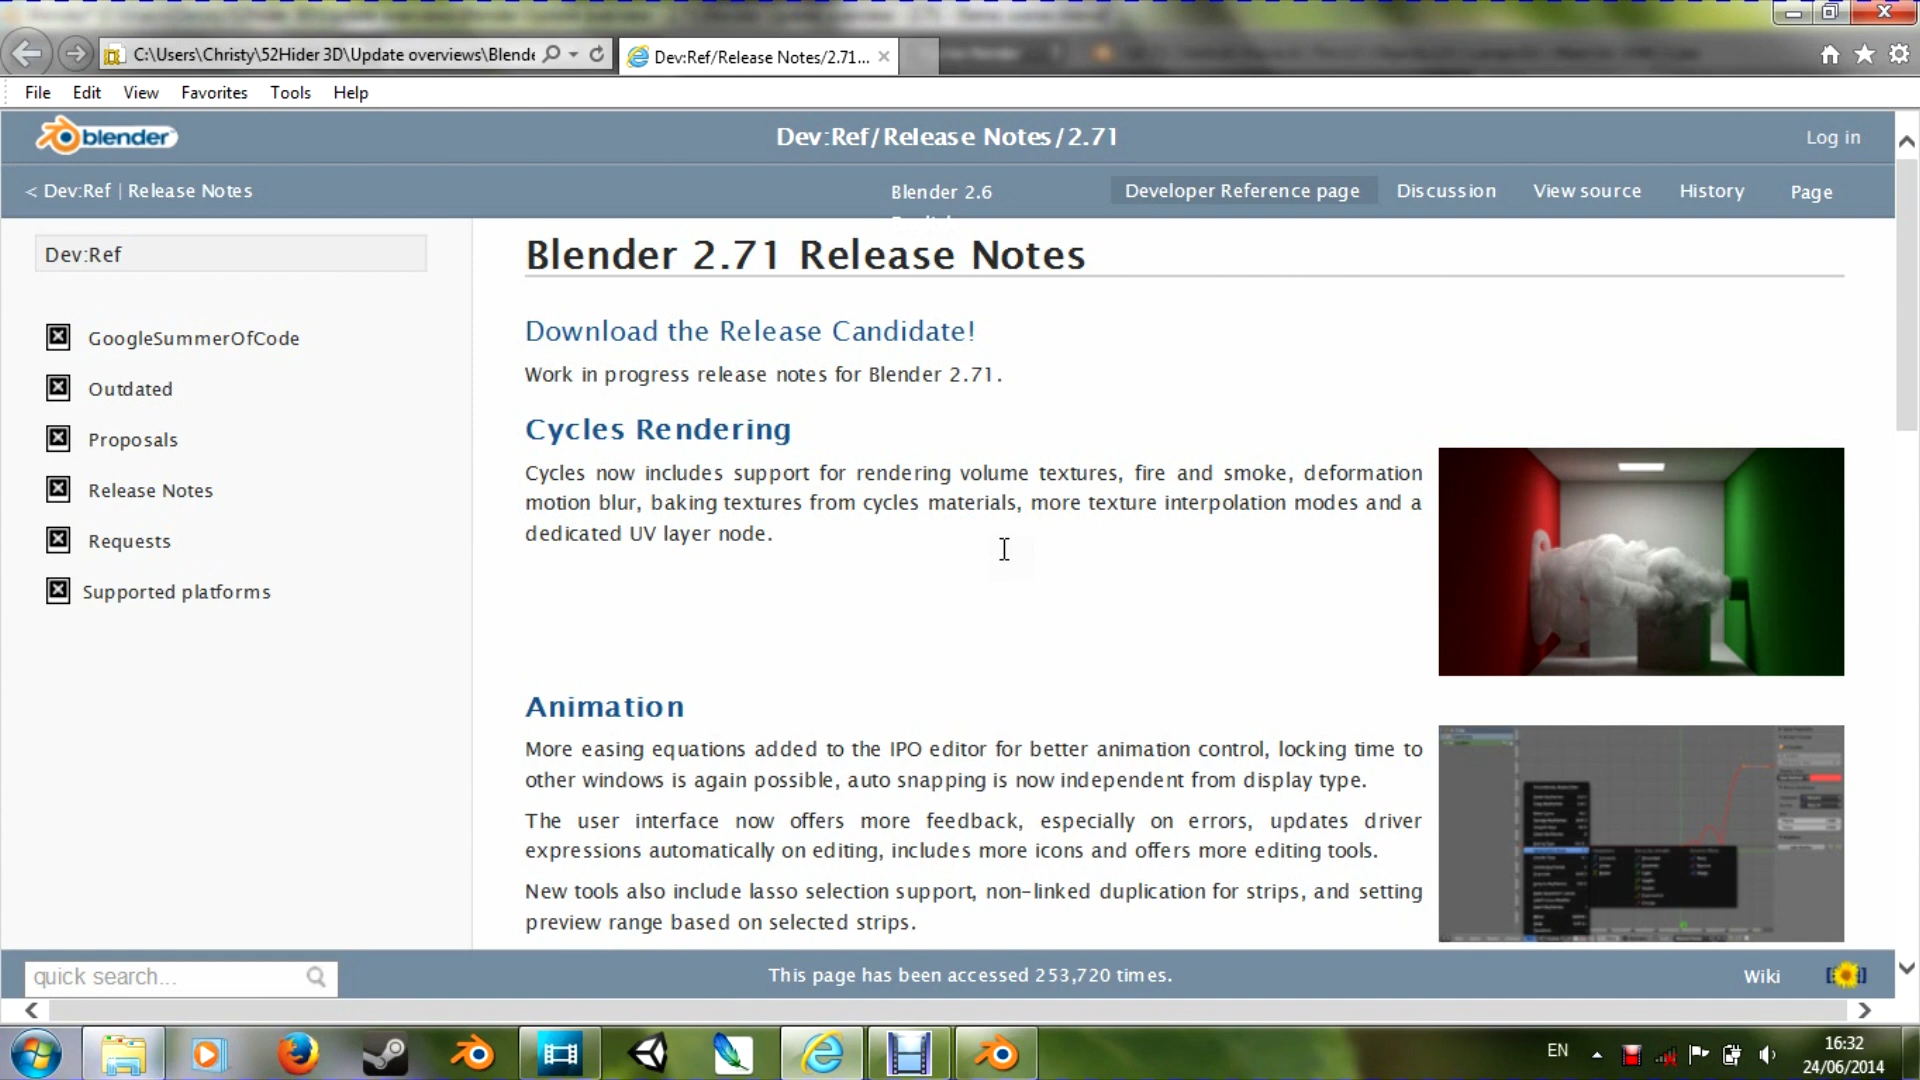 C:\Users\Christy\52Hider 3D\Update overviews\Blende
Dev:Ref/Release Notes/2.71...
File Edit View Favorites Tools Help
blender
Dev:Ref/Release Notes/2.71
Log in
< Dev:Ref | Release Notes
Blender 2.6
Developer Reference page
Discussion
View source
History
Page
Dev:Ref
GoogleSummerOfCode
Outdated
Proposals
Release Notes
Requests
Supported platforms
Blender 2.71 Release Notes
Download the Release Candidate!
Work in progress release notes for Blender 2.71.
Cycles Rendering
Cycles now includes support for rendering volume textures, fire and smoke, deformation
motion blur, baking textures from cycles materials, more texture interpolation modes and a
dedicated UV layer node.
Animation
More easing equations added to the IPO editor for better animation control, locking time to
other windows is again possible, auto snapping is now independent from display type.
The user interface now offers more feedback, especially on errors, updates driver
expressions automatically on editing, includes more icons and offers more editing tools.
New tools also include lasso selection support, non-linked duplication for strips, and setting
preview range based on selected strips.
quick search...
This page has been accessed 253,720 times.
Wiki
EN
16:32
24/06/2014